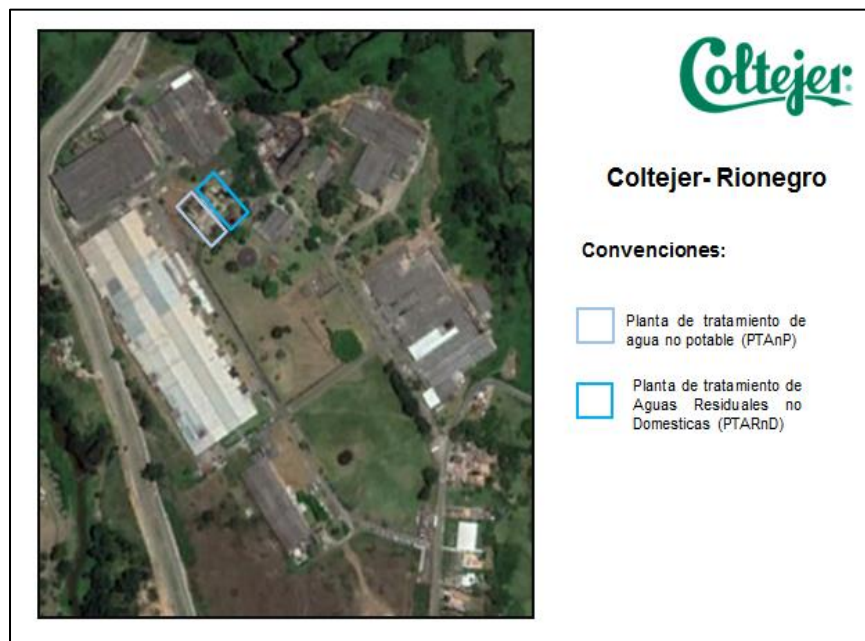 Coltejer
Coltejer- Rionegro
Convenciones:
Planta de tratamiento de
agua no potable (PTAnP)
Planta de tratamiento de
Aguas Residuales no
Domesticas (PTARnD)